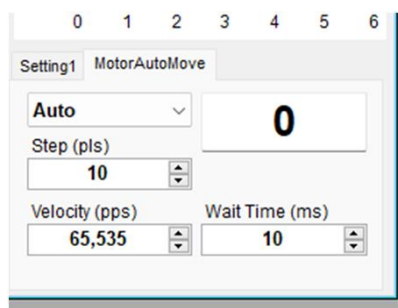 0 1 2 3 4 5 6
Setting1 MotorAutoMove
Auto
0
Step (pls)
10
Velocity (pps) Wait Time (ms)
65,535 10